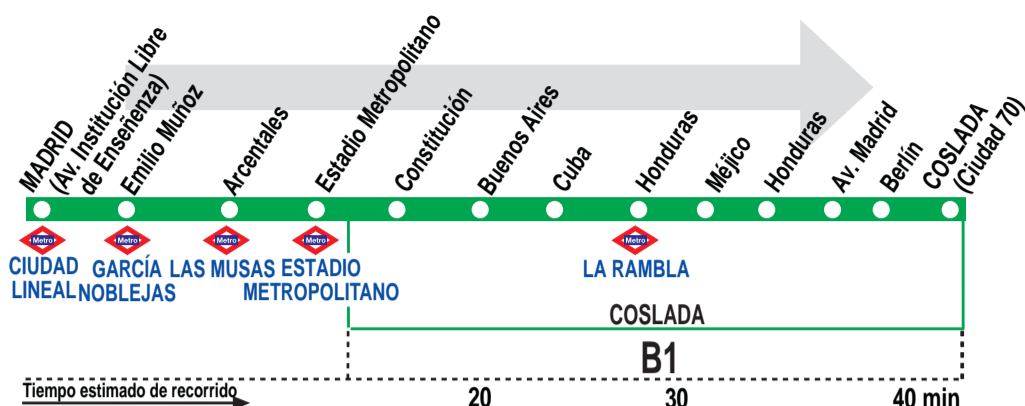 MADRID
(Av. Institución Libre
de Enseñenza)
Emilio Muñoz
Arcentales
Estadio Metropolitano
Constitución
Buenos Aires
Cuba
Honduras
Méjico
Honduras
Av. Madrid
Berlín
COSLADA
(Ciudad 70)
Metro
CIUDAD
LINEAL
Metro
GARCÍA
NOBLEJAS
Metro
LAS MUSAS
Metro
ESTADIO
METROPOLITANO
Metro
LA RAMBLA
COSLADA
B1
Tiempo estimado de recorrido
20 30 40 min